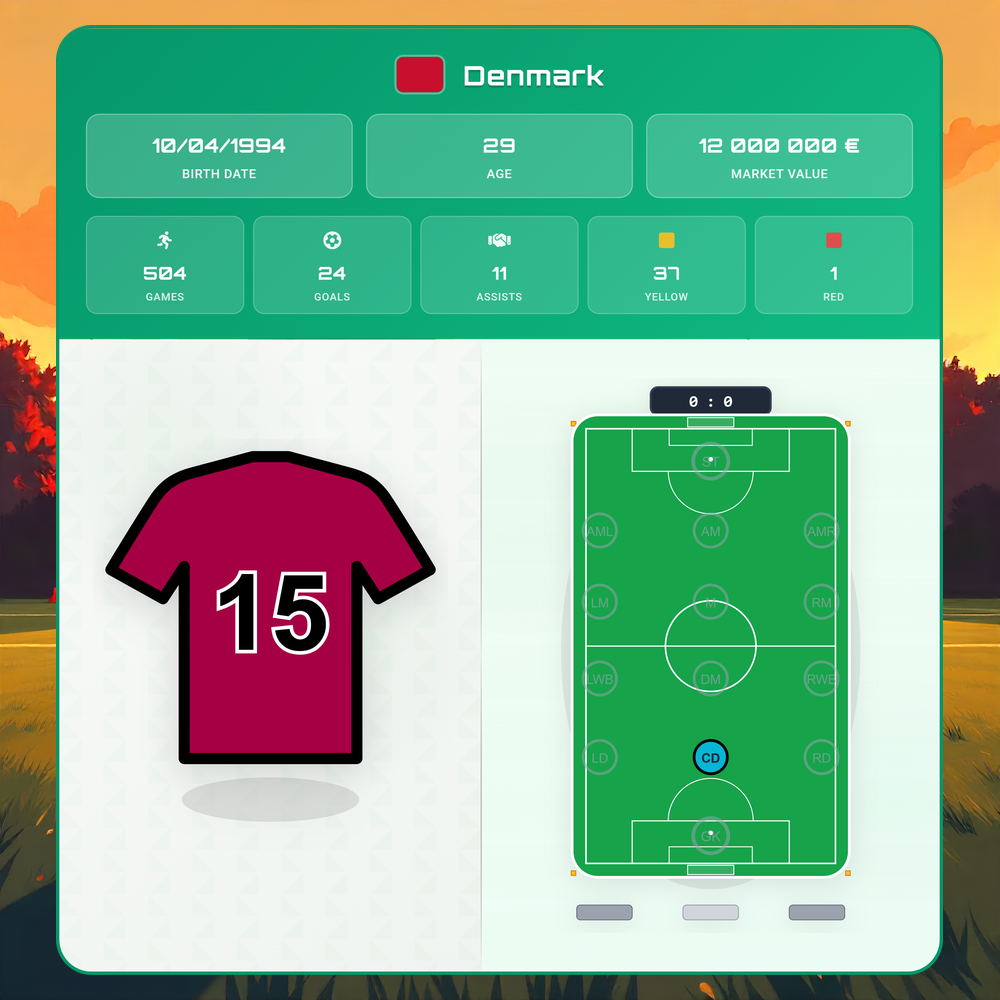 Denmark
10/04/1994
BIRTH DATE
29
AGE
12 000 000 €
MARKET VALUE
504
GAMES
24
GOALS
11
ASSISTS
37
YELLOW
1
RED
0 : 0
15
ST
AML AM AMR
LM M RM
LWB DM RWB
LD CD RD
GK